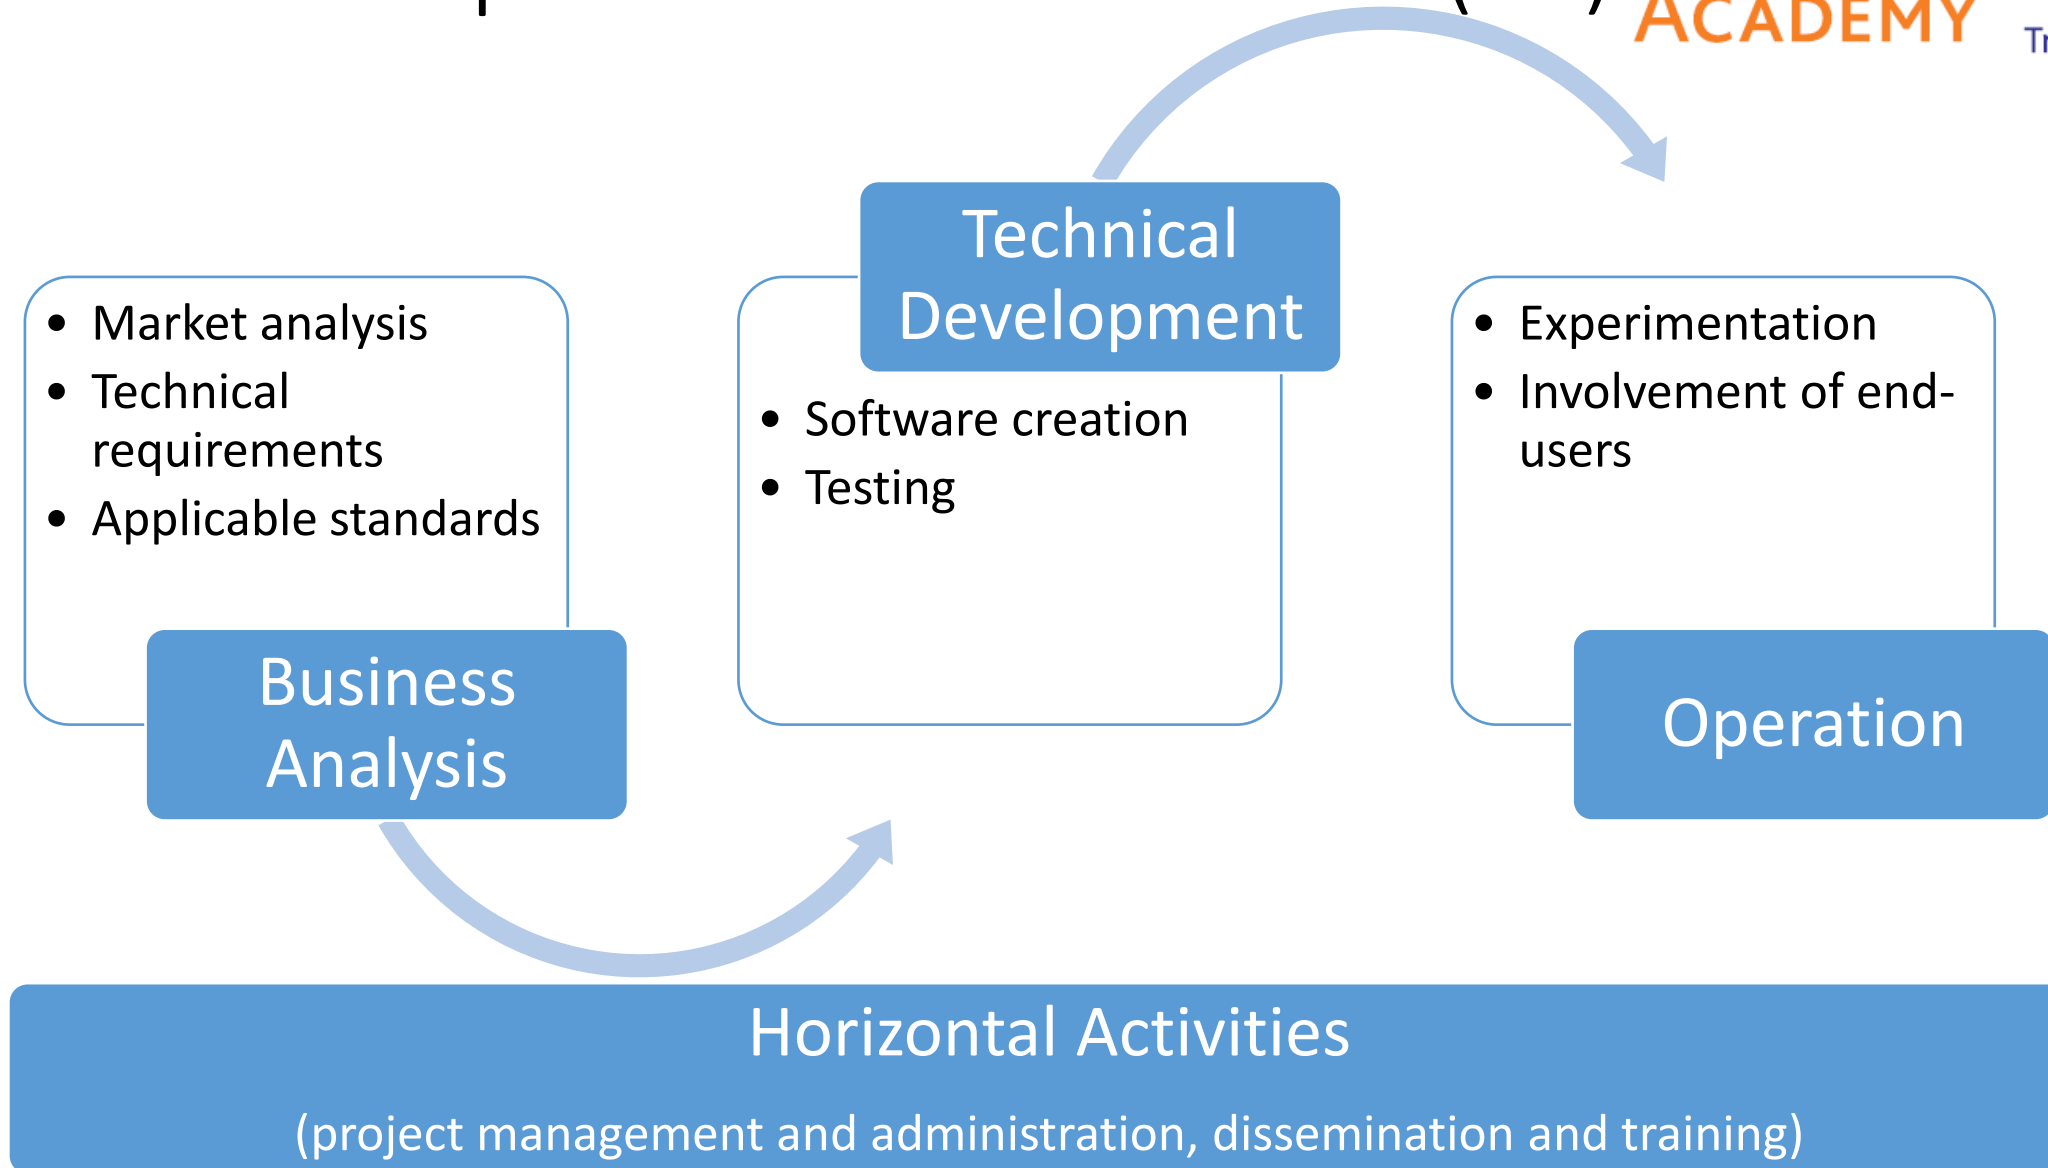 ACADEMY
Technical
Development
• Market analysis
• Technical
requirements
• Applicable standards
• Software creation
• Testing
• Experimentation
• Involvement of end-
users
Business
Analysis
Operation
Horizontal Activities
(project management and administration, dissemination and training)